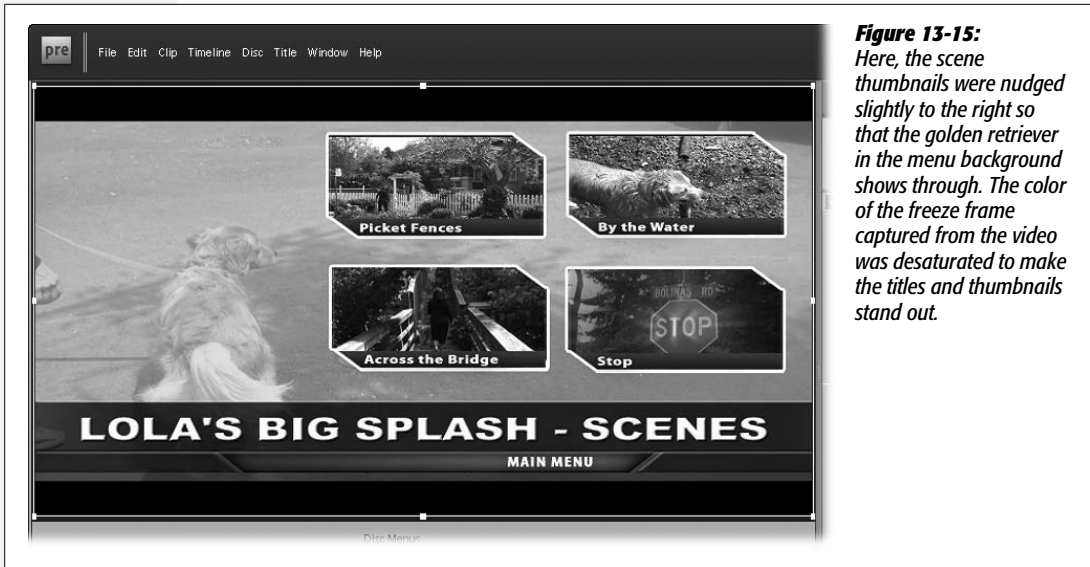 pre
File Edit Clip Timeline Disc Title Window Help
Picket Fences
By the Water
BOLINAS RD
STOP
Across the Bridge
Stop
LOLA'S BIG SPLASH - SCENES
MAIN MENU
Disc Menus
Figure 13-15:
Here, the scene
thumbnails were nudged
slightly to the right so
that the golden retriever
in the menu background
shows through. The color
of the freeze frame
captured from the video
was desaturated to make
the titles and thumbnails
stand out.